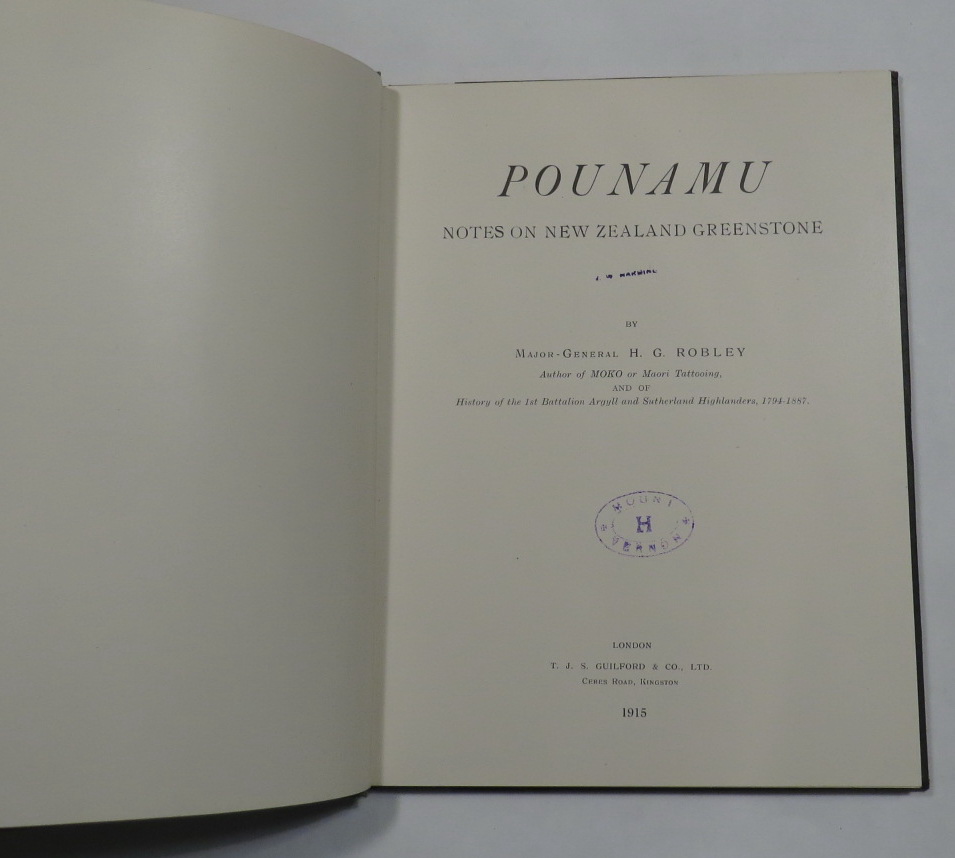 POUNAMU
NOTES ON NEW ZEALAND GREENSTONE
BY
MAJOR-GENERAL H. G. ROBLEY
Author of MOKO or Maori Tattooing,
AND OF
History of the 1st Battalion Argyll and Sutherland Highlanders, 1794-1887.
MOUNT
H
VERNON
LONDON
T. J. S. GUILFORD & CO., LTD.
CERES ROAD, KINGSTON
1915